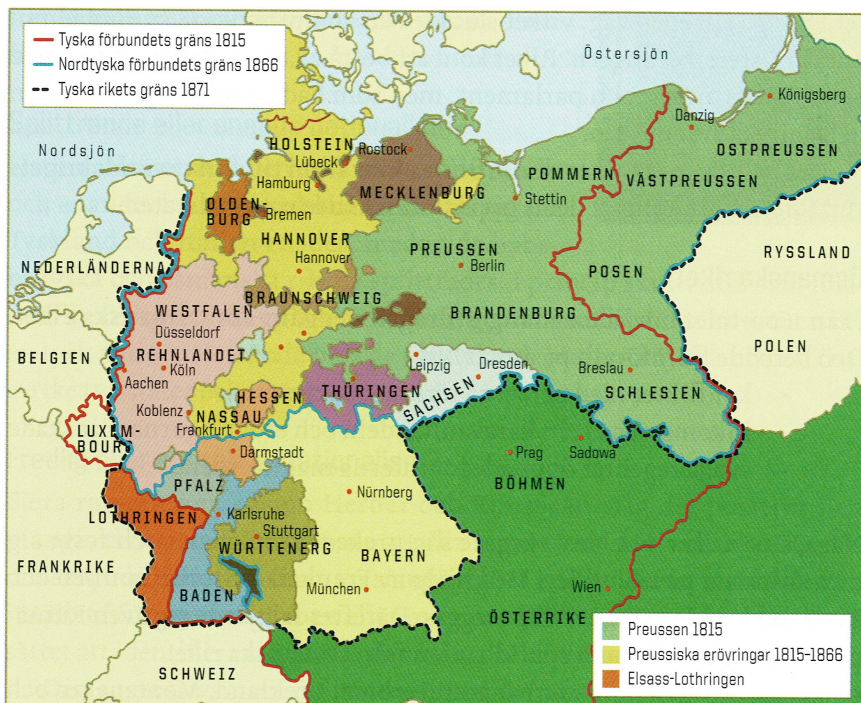 Tyska förbundets gräns 1815
Nordtyska förbundets gräns 1866
Tyska rikets gräns 1871
Östersjön
Königsberg
Danzig
Nordsjön
HOLSTEIN
Rostock
Lübeck
OSTPREUSSEN
POMMERN
VÄSTPREUSSEN
Hamburg
MECKLENBURG
Stettin
OLDEN-
BURG
Bremen
HANNOVER
PREUSSEN
RYSSLAND
Hannover
NEDERLÄNDERNA
Berlin
POSEN
BRAUNSCHWEIG
WESTFALEN
BRANDENBURG
Düsseldorf
POLEN
BELGIEN
REHNLANDET
Köln
Leipzig
Dresden
Breslau
Aachen
THÜRINGEN
SACHSEN
SCHLESIEN
HESSEN
Koblenz
NASSAU
LUXEM-
BOURG
Frankfurt
Darmstadt
Prag
Sadowa
PFALZ
BÖHMEN
Nürnberg
LOTHRINGEN
Karlsruhe
Stuttgart
WÜRTTENERG
BAYERN
FRANKRIKE
BADEN
München
Wien
ÖSTERRIKE
SCHWEIZ
Preussen 1815
Preussiska erövringar 1815-1866
Elsass-Lothringen